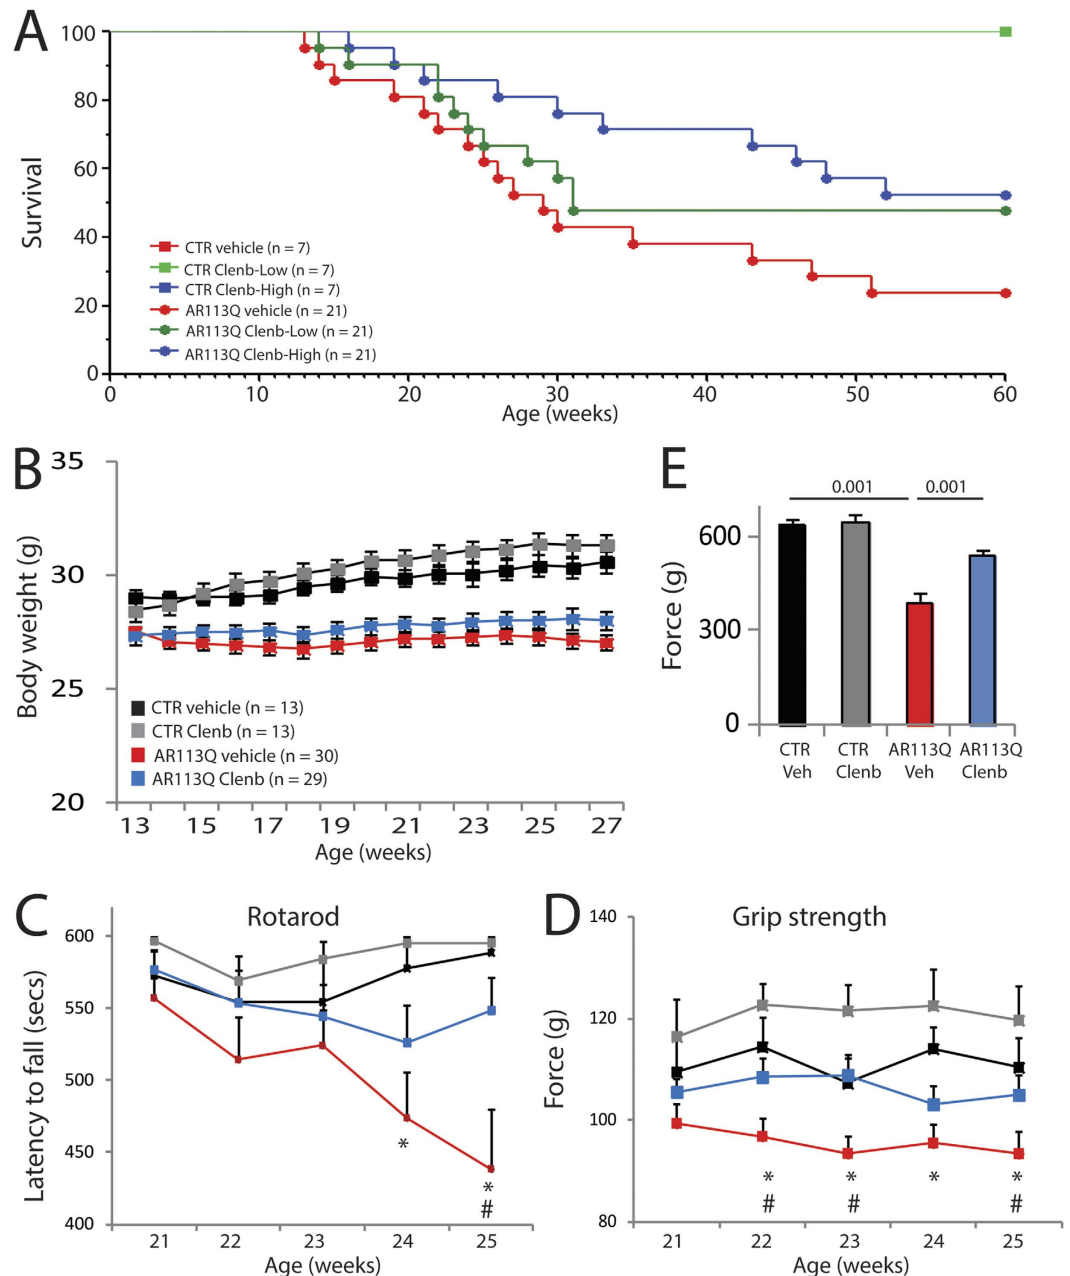 A
Survival
100
80
60
40
20
0
CTR vehicle (n = 7)
CTR Clenb-Low (n = 7)
CTR Clenb-High (n = 7)
AR113Q vehicle (n = 21)
AR113Q Clenb-Low (n = 21)
AR113Q Clenb-High (n = 21)
0 10 20 30 40 50 60
Age (weeks)
B
Body weight (g)
35
30
25
20
CTR vehicle (n = 13)
CTR Clenb (n = 13)
AR113Q vehicle (n = 30)
AR113Q Clenb (n = 29)
13 15 17 19 21 23 25 27
Age (weeks)
E
Force (g)
0.001 0.001
600
300
0
CTR CTR AR113Q AR113Q
Veh Clenb Veh Clenb
C
Rotarod
Latency to fall (secs)
600
550
500
450
400
*
*
#
21 22 23 24 25
Age (weeks)
D
Grip strength
Force (g)
140
120
100
80
* * * *
# # #
21 22 23 24 25
Age (weeks)